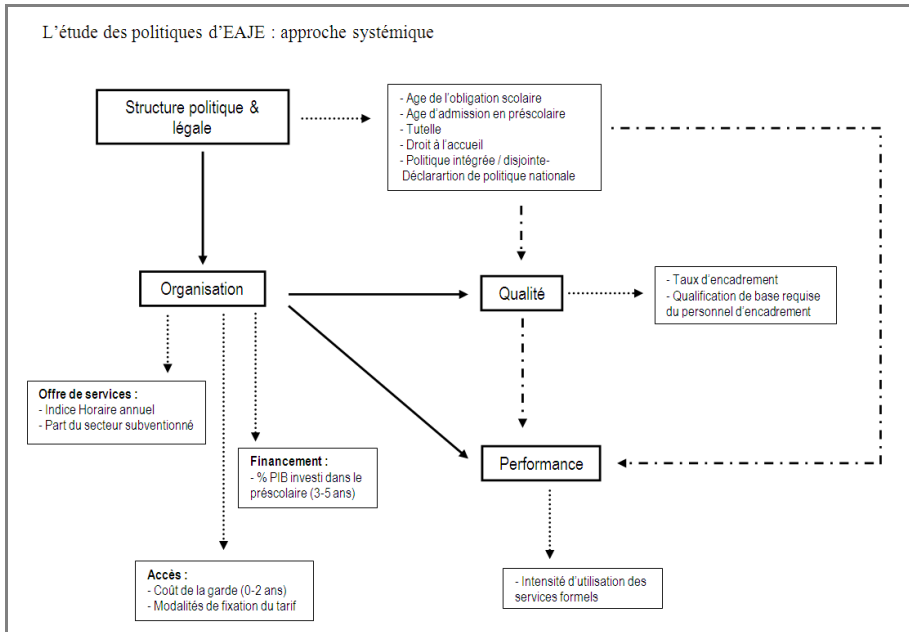 L'étude des politiques d'EAJE : approche systémique
Structure politique &
légale
- Age de l'obligation scolaire
- Age d'admission en préscolaire
- Tutelle
- Droit à l'accueil
- Politique intégrée / disjointe-
Déclarartion de politique nationale
Organisation
Qualité
- Taux d'encadrement
- Qualification de base requise
du personnel d'encadrement
Offre de services :
- Indice Horaire annuel
- Part du secteur subventionné
Financement :
- % PIB investi dans le
préscolaire (3-5 ans)
Performance
Accès :
- Coût de la garde (0-2 ans)
- Modalités de fixation du tarif
- Intensité d'utilisation des
services formels